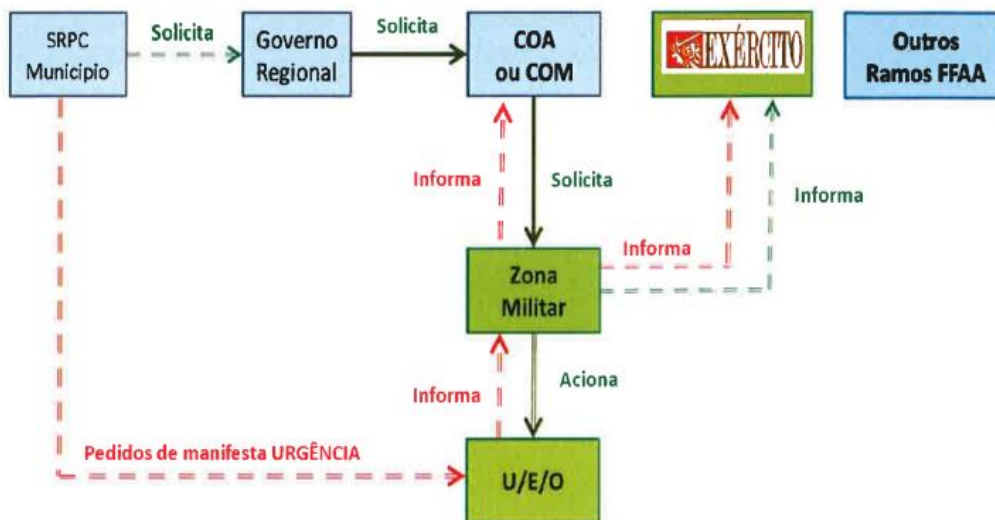 SRPC
Municipio
Solicita
Governo
Regional
Solicita
COA
ou COM
EXÉRCITO
Outros
Ramos FFAA
Informa
Solicita
Informa
Informa
Zona
Militar
Informa
Aciona
Pedidos de manifesta URGÊNCIA
U/E/O